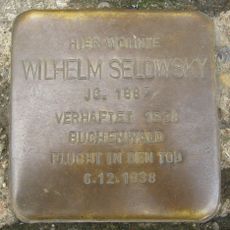 HIER WOHNTE
WILHELM SELOWSKY
JG.
VERHAFTET 1938
BUCHENWALD
FLUCHT IN DEN TOD
6.12.1938